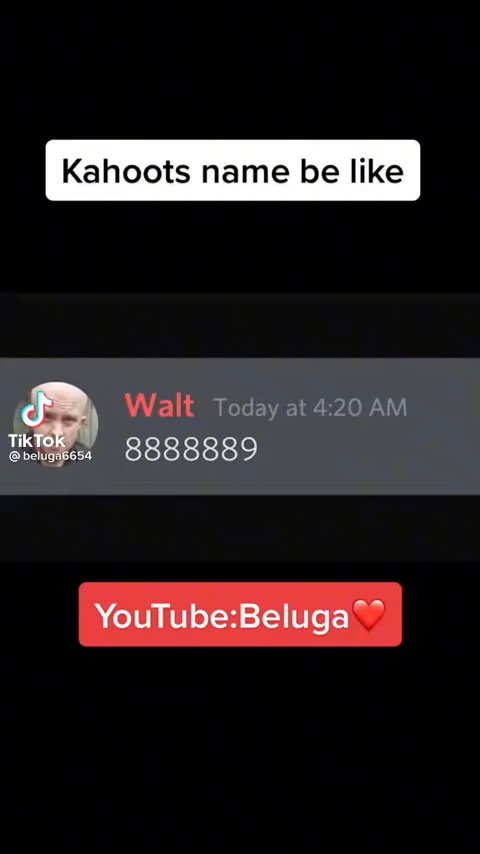 Kahoots name be like
Walt Today at 4:20 AM
8888889
TikTok
@beluga6654
YouTube:Beluga❤️